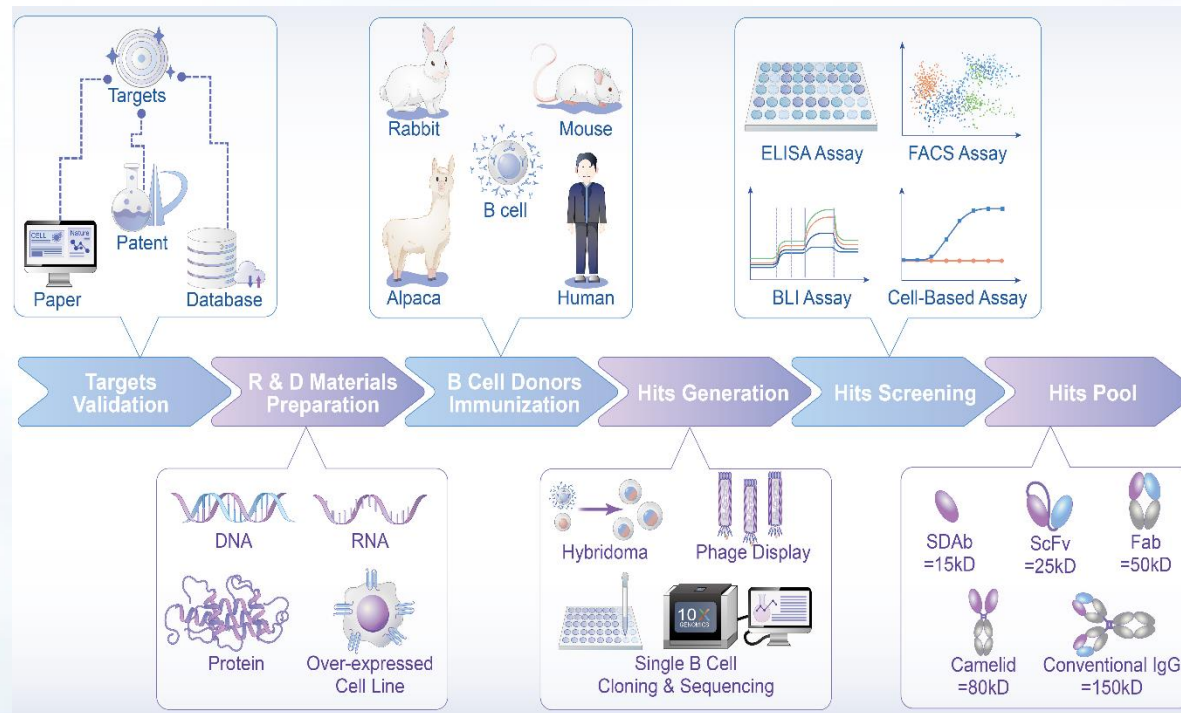 Targets
Paper
CELL
Nature
Patent
Database
Rabbit
Mouse
B cell
Alpaca
Human
ELISA Assay
FACS Assay
BLI Assay
Cell-Based Assay
Targets
Validation
R & D Materials
Preparation
B Cell Donors
Immunization
Hits Generation
Hits Screening
Hits Pool
DNA
RNA
Protein
Over-expressed
Cell Line
Hybridoma
Phage Display
10X
GENOMICS
Single B Cell
Cloning & Sequencing
SDAb
=15kD
ScFv
=25kD
Fab
=50kD
Camelid
=80kD
Conventional IgG
=150kD